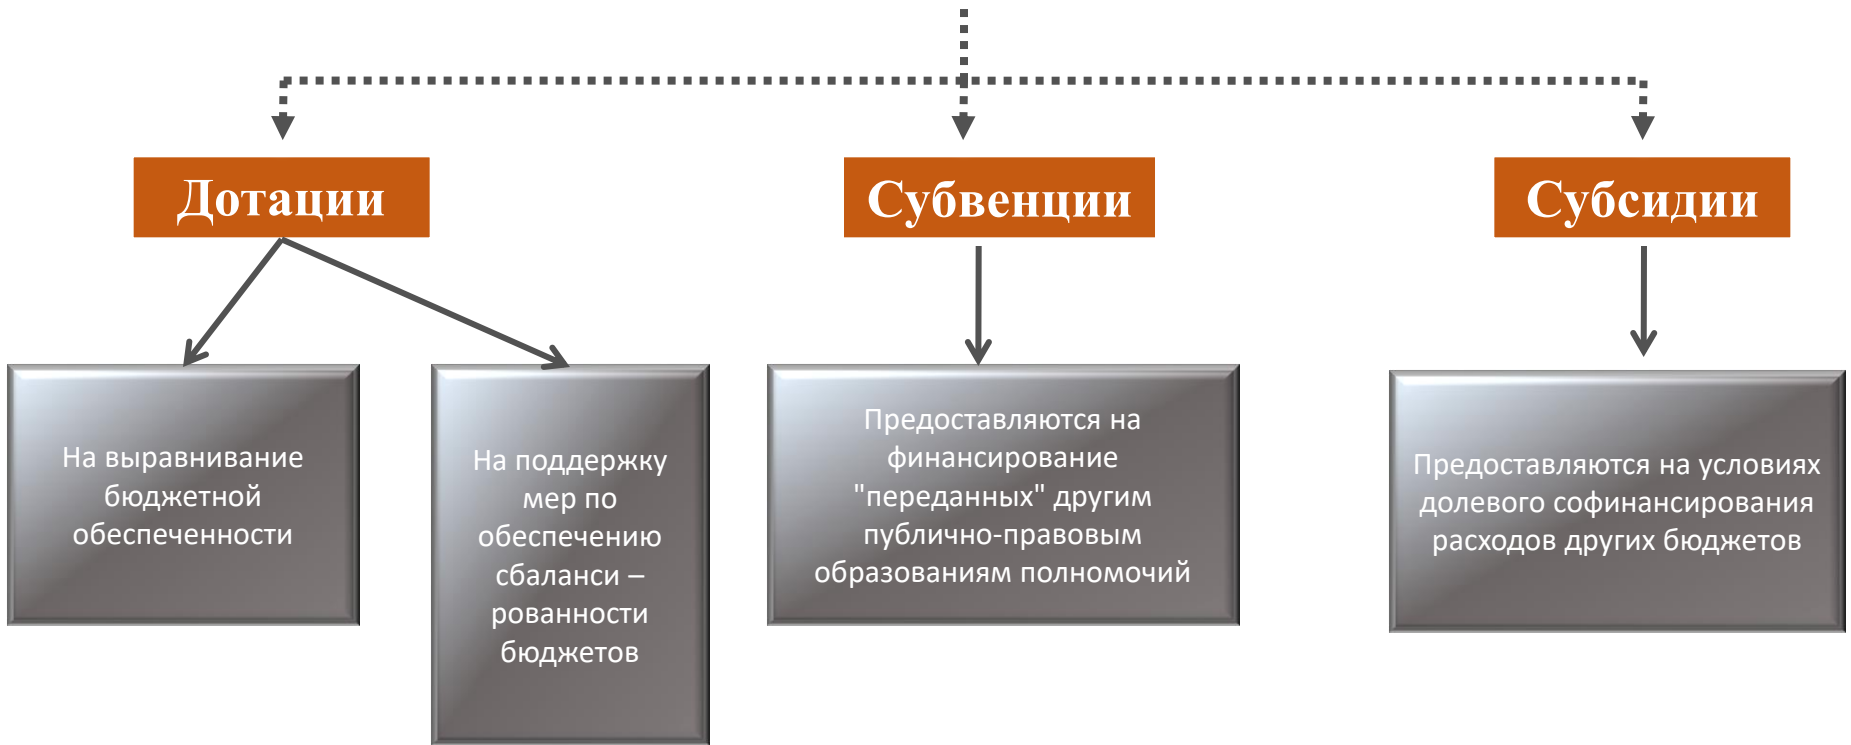 Дотации
Субвенции
Субсидии
На выравнивание
бюджетной
обеспеченности
На поддержку
мер по
обеспечению
сбаланси –
рованности
бюджетов
Предоставляются на
финансирование
"переданных" другим
публично-правовым
образованиям полномочий
Предоставляются на условиях
долевого софинансирования
расходов других бюджетов